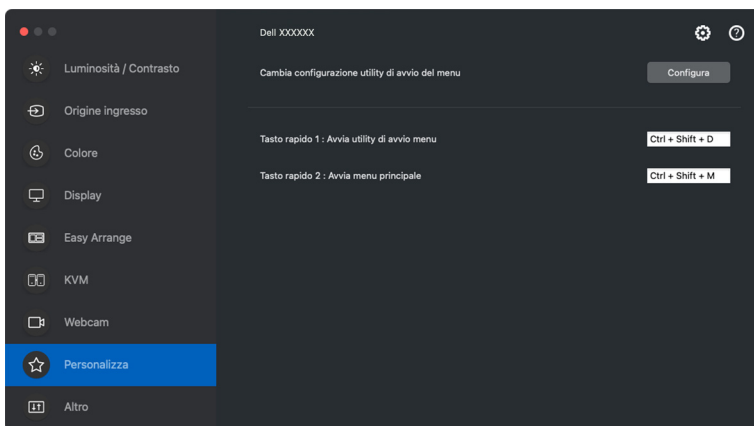 Dell XXXXXX
Luminosità / Contrasto
Cambia configurazione utility di avvio del menu
Configura
Origine ingresso
Tasto rapido 1 : Avvia utility di avvio menu
Ctrl + Shift + D
Colore
Tasto rapido 2 : Avvia menu principale
Ctrl + Shift + M
Display
Easy Arrange
KVM
Webcam
Personalizza
Altro